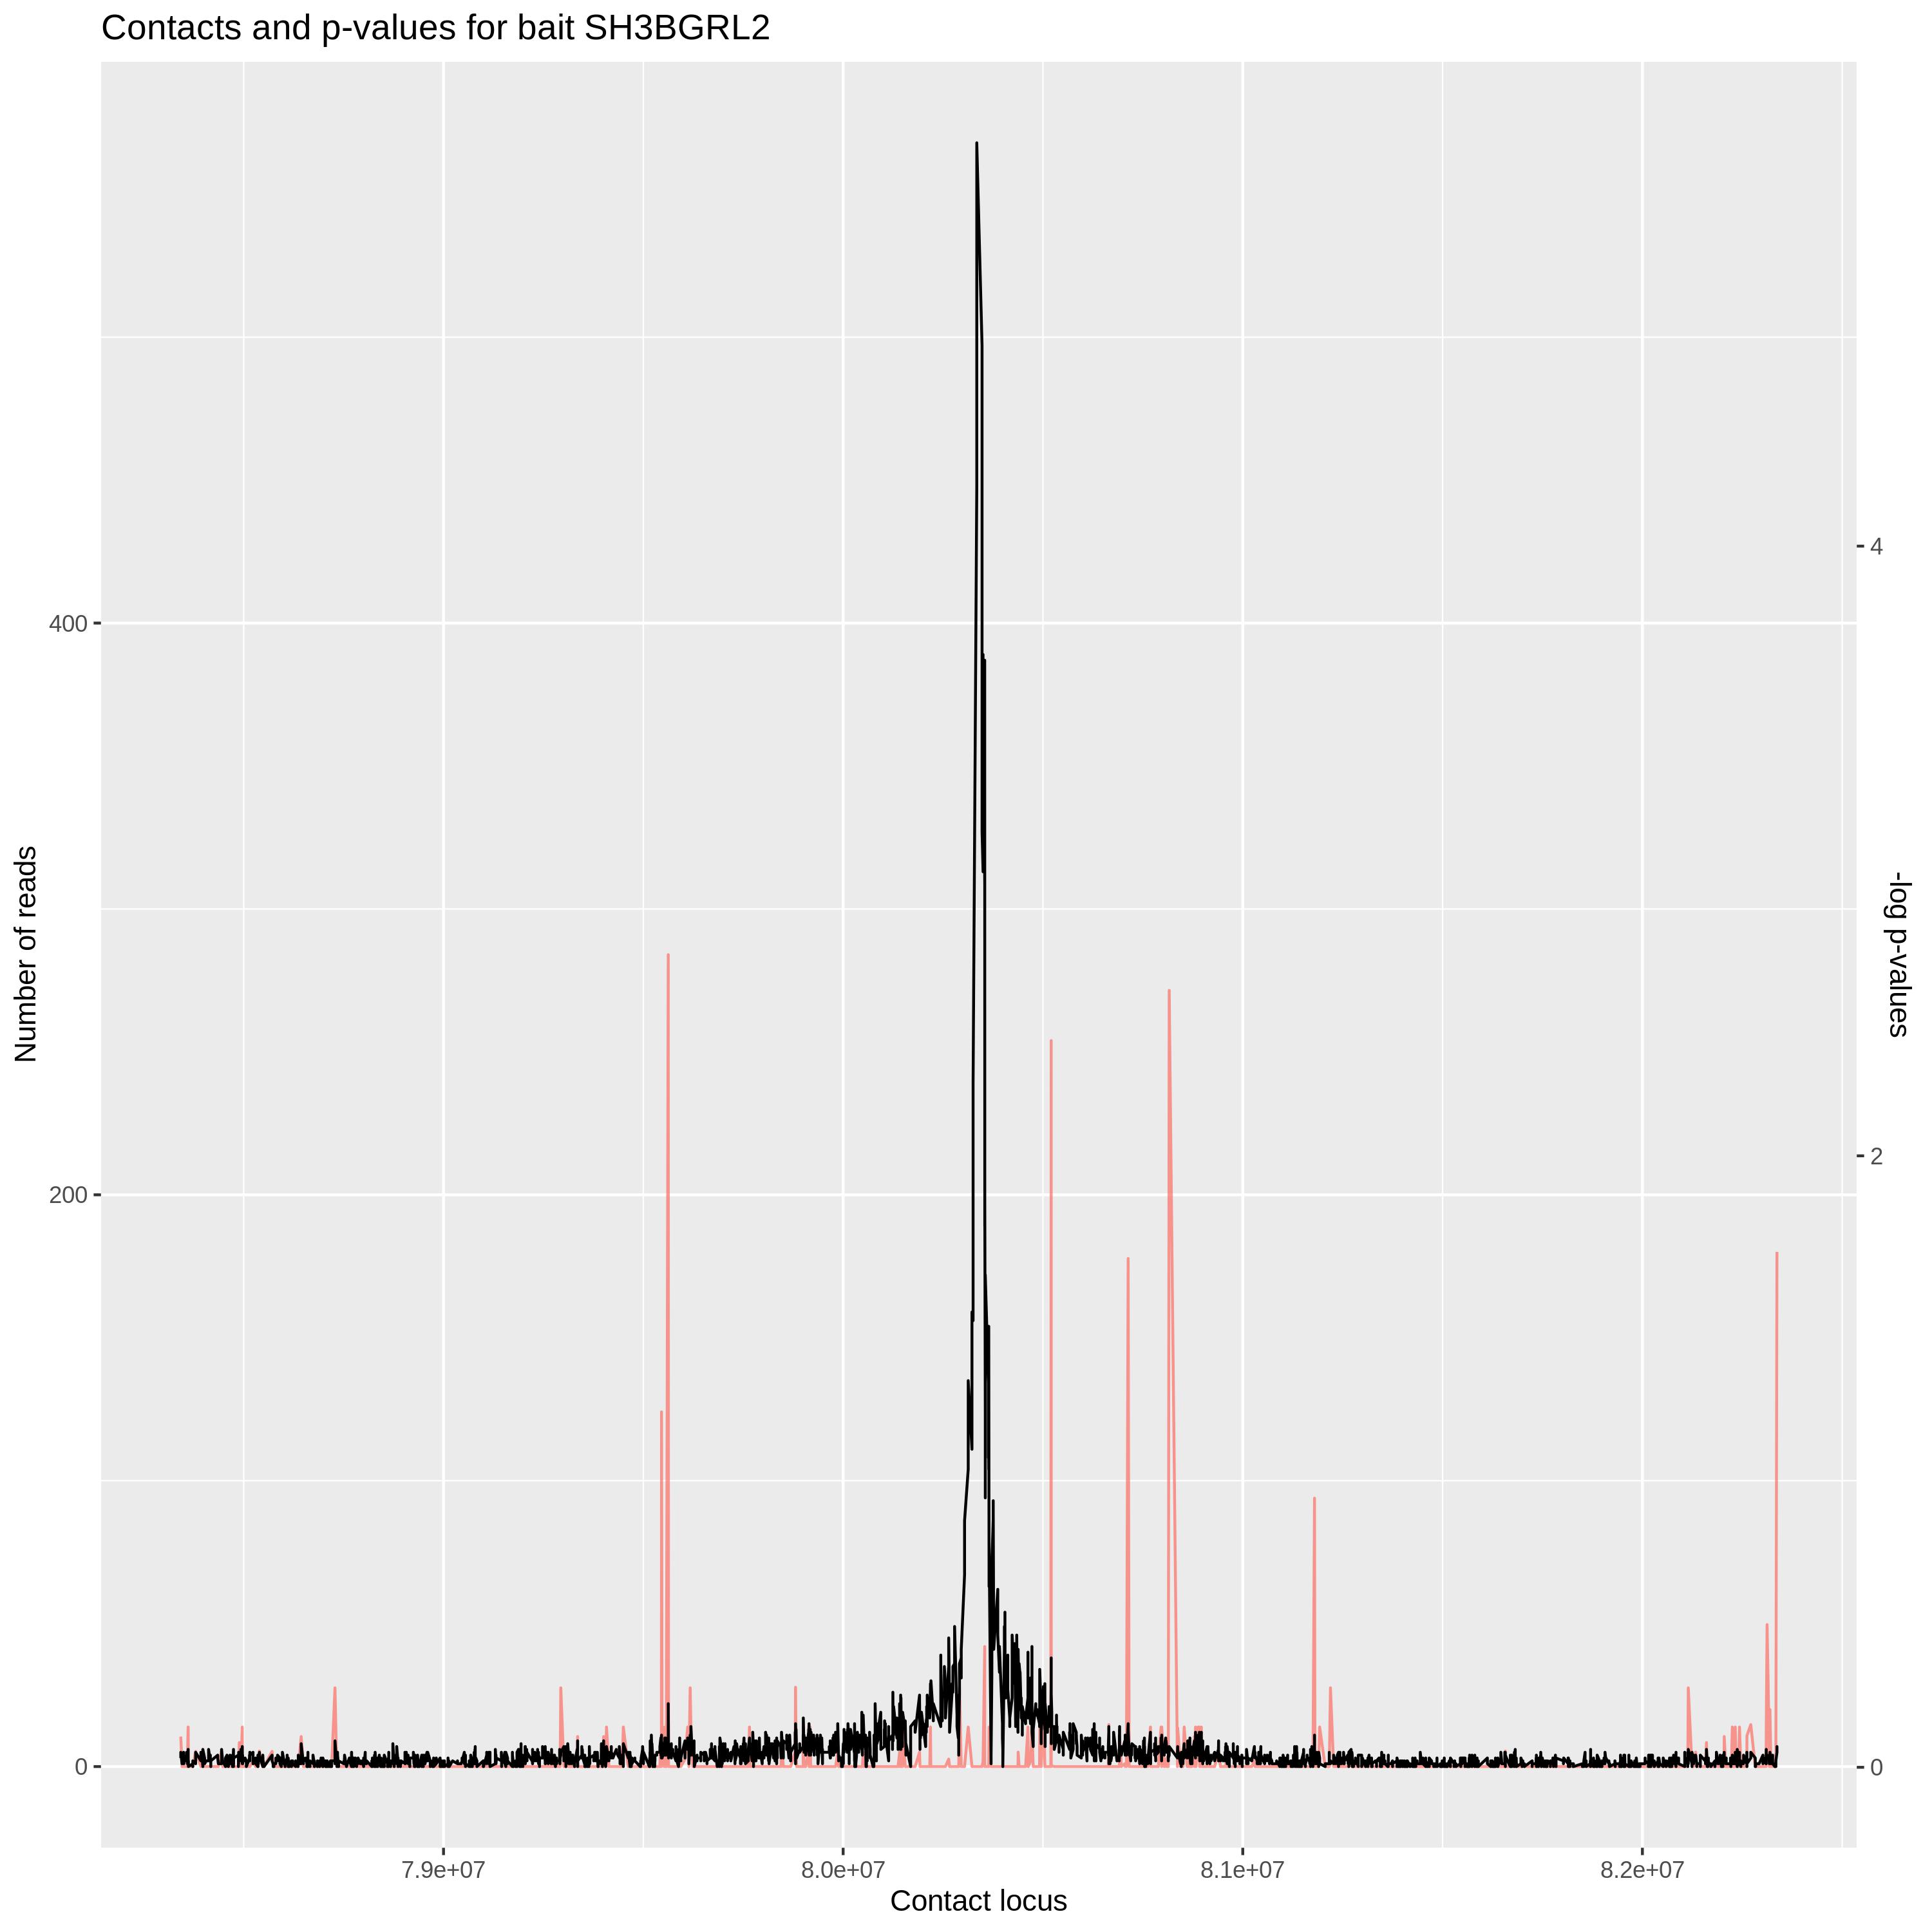 Contacts and p-values for bait SH3BGRL2
Number of reads
400
200
0
4
2
0
-log p-values
7.9e+07
8.0e+07
8.1e+07
8.2e+07
Contact locus